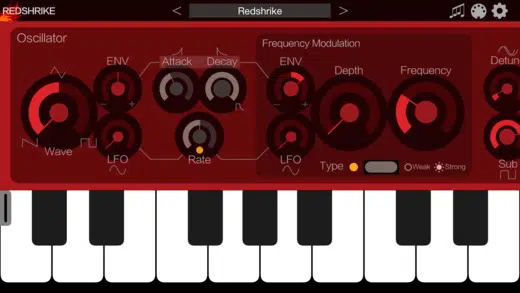 REDSHRIKE
< Redshrike >
Oscillator
ENV
Attack Decay
Wave
LFO
Rate
Frequency Modulation
ENV
Depth
Frequency
LFO
Type
Weak
Strong
Detun
Sub